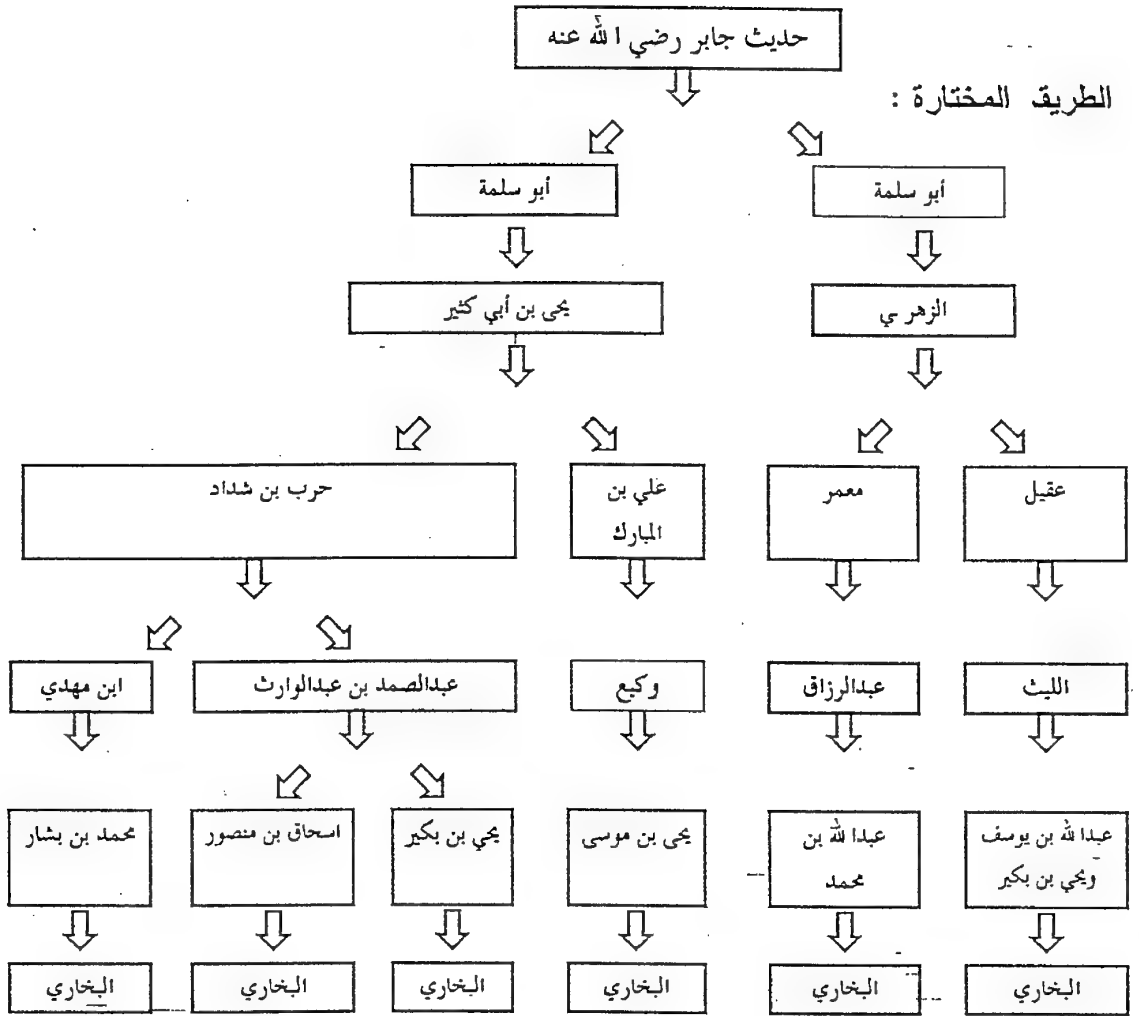 حديث جابر رضي الله عنه
الطريق المختارة :
أبو سلمة
أبو سلمة
الزهري
يحى بن أبي كثير
عقيل
معمر
علي بن
المبارك
حرب بن شداد
الليث
عبدالرزاق
وكيع
عبدالصمد بن عبدالوارث
ابن مهدي
عبدالله بن يوسف
ويحي بن بكير
عبدالله بن
محمد
يحى بن موسى
يحي بن بكير
اسحاق بن منصور
محمد بن بشار
البخاري
البخاري
البخاري
البخاري
البخاري
البخاري